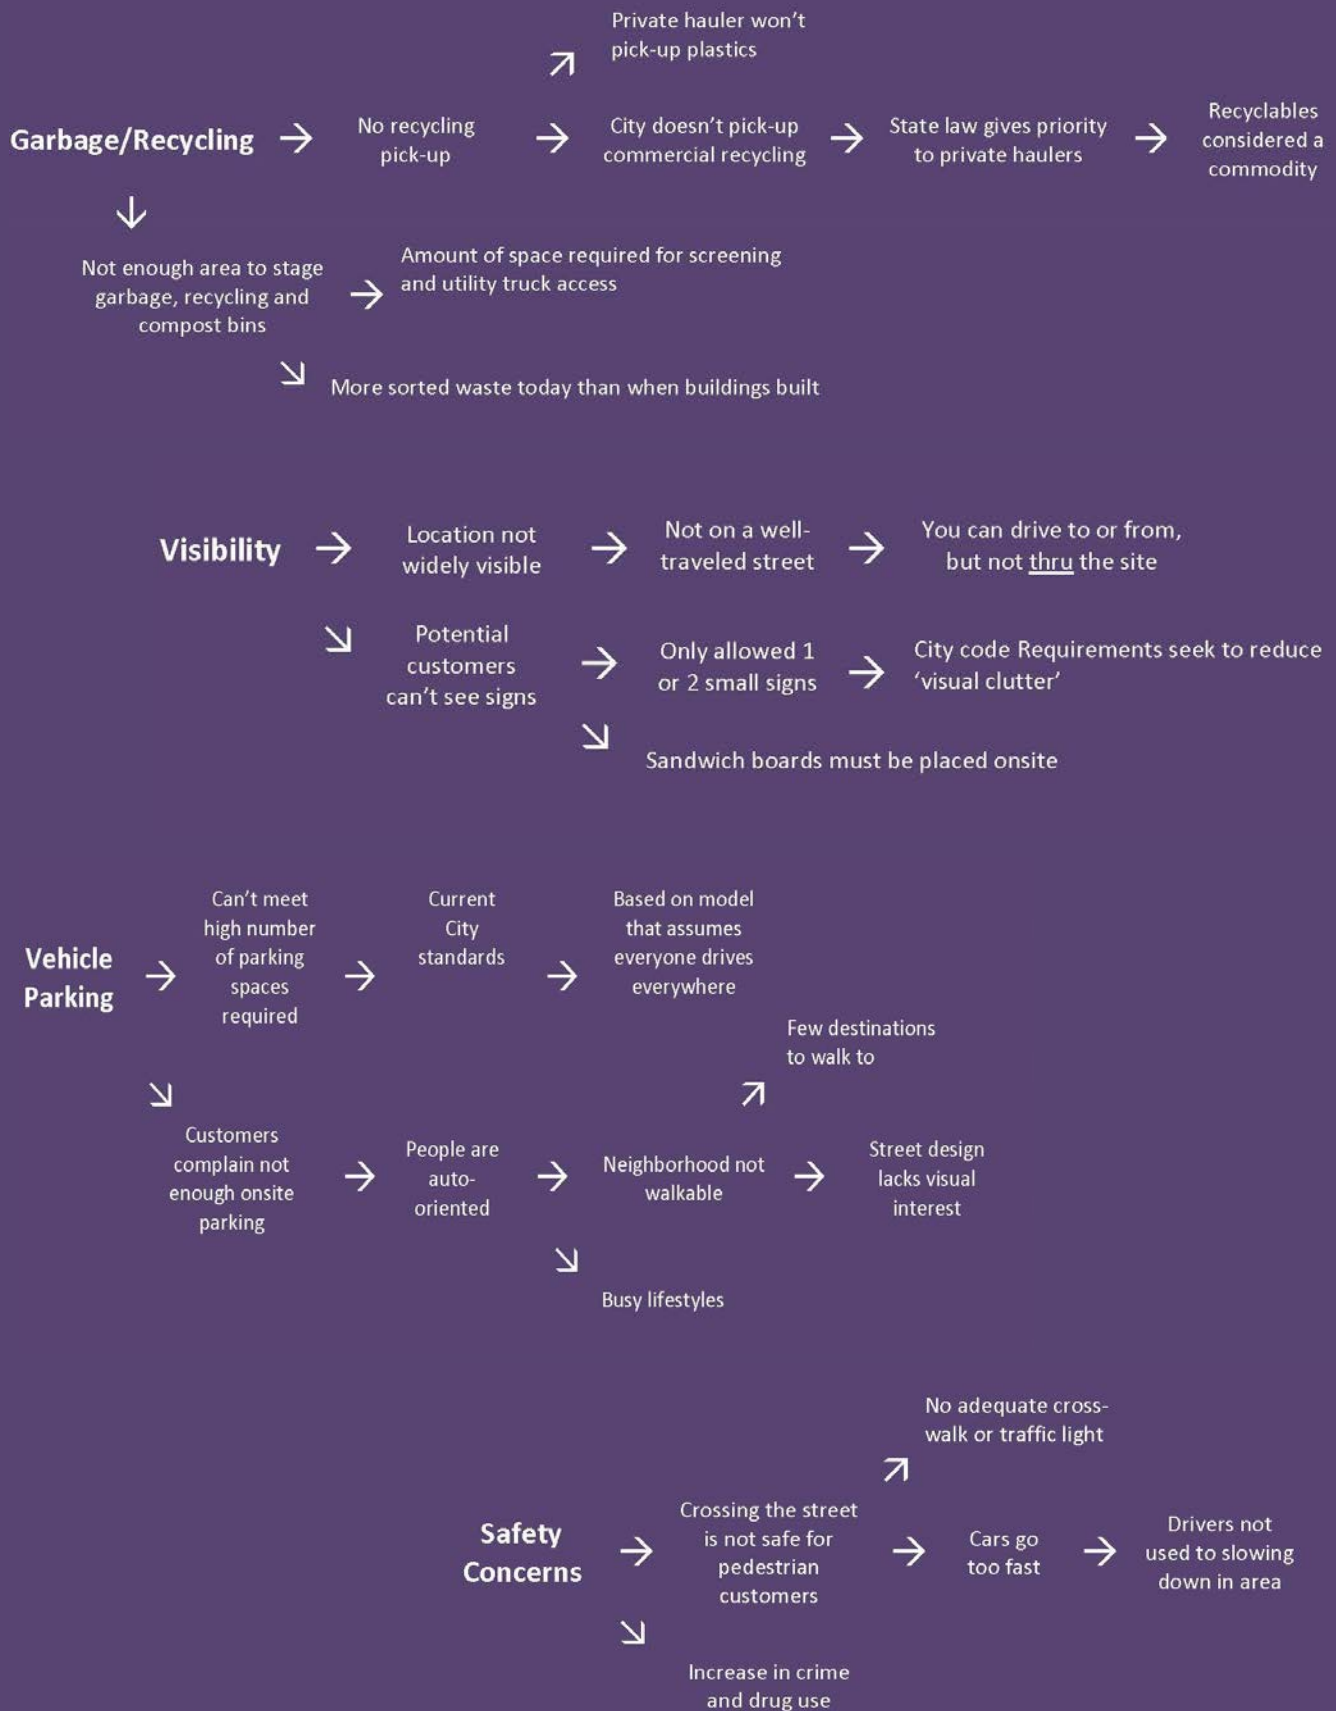 Private hauler won't
pick-up plastics
Garbage/Recycling
No recycling
pick-up
City doesn't pick-up
commercial recycling
State law gives priority
to private haulers
Recyclables
considered a
commodity
Not enough area to stage
garbage, recycling and
compost bins
Amount of space required for screening
and utility truck access
More sorted waste today than when buildings built
Visibility
Location not
widely visible
Not on a well-
traveled street
You can drive to or from,
but not thru the site
Potential
customers
can't see signs
Only allowed 1
or 2 small signs
City code Requirements seek to reduce
'visual clutter'
Sandwich boards must be placed onsite
Vehicle
Parking
Can't meet
high number
of parking
spaces
required
Current
City
standards
Based on model
that assumes
everyone drives
everywhere
Few destinations
to walk to
Customers
complain not
enough onsite
parking
People are
auto-
oriented
Neighborhood not
walkable
Street design
lacks visual
interest
Busy lifestyles
No adequate cross-
walk or traffic light
Safety
Concerns
Crossing the street
is not safe for
pedestrian
customers
Cars go
too fast
Drivers not
used to slowing
down in area
Increase in crime
and drug use